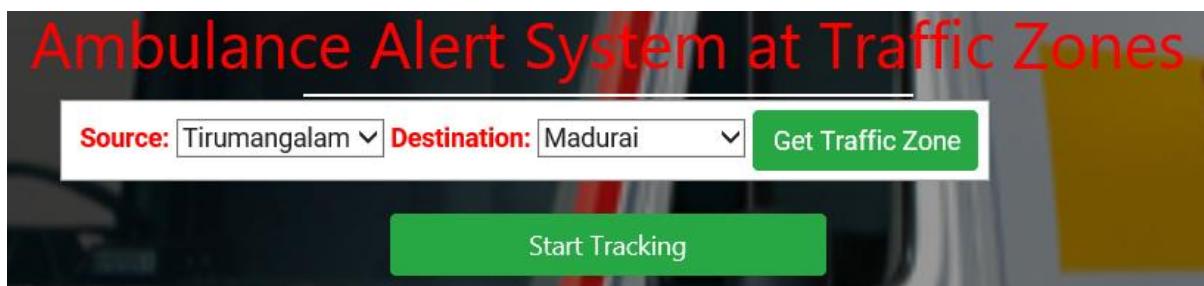 Ambulance Alert System at Traffic Zones
Source: Tirumangalam Destination: Madurai Get Traffic Zone
Start Tracking